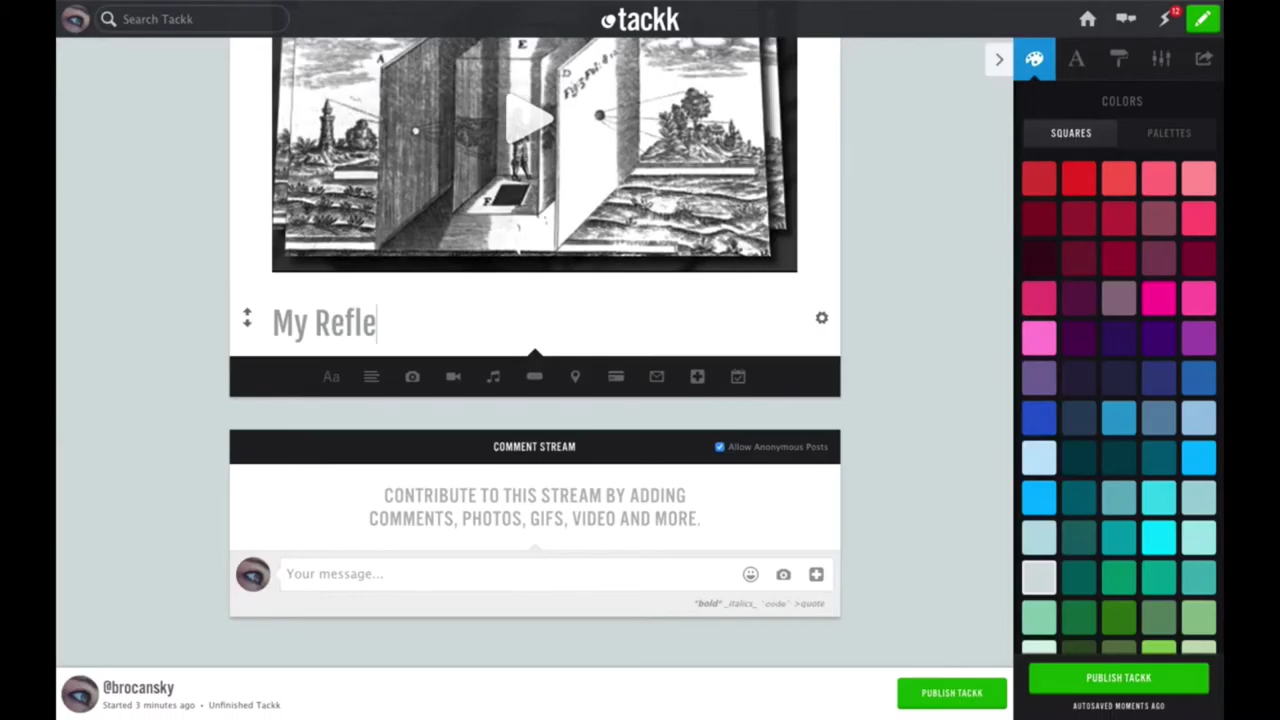 Search Tackk
tackk
12
A
E
D
F
My Refle
Aa
COMMENT STREAM
Allow Anonymous Posts
CONTRIBUTE TO THIS STREAM BY ADDING
COMMENTS, PHOTOS, GIFS, VIDEO AND MORE.
Your message...
*bold* _italics_ `code` >quote
@brocansky
Started 3 minutes ago • Unfinished Tackk
PUBLISH TACKK
A
COLORS
SQUARES
PALETTES
PUBLISH TACKK
AUTOSAVED MOMENTS AGO